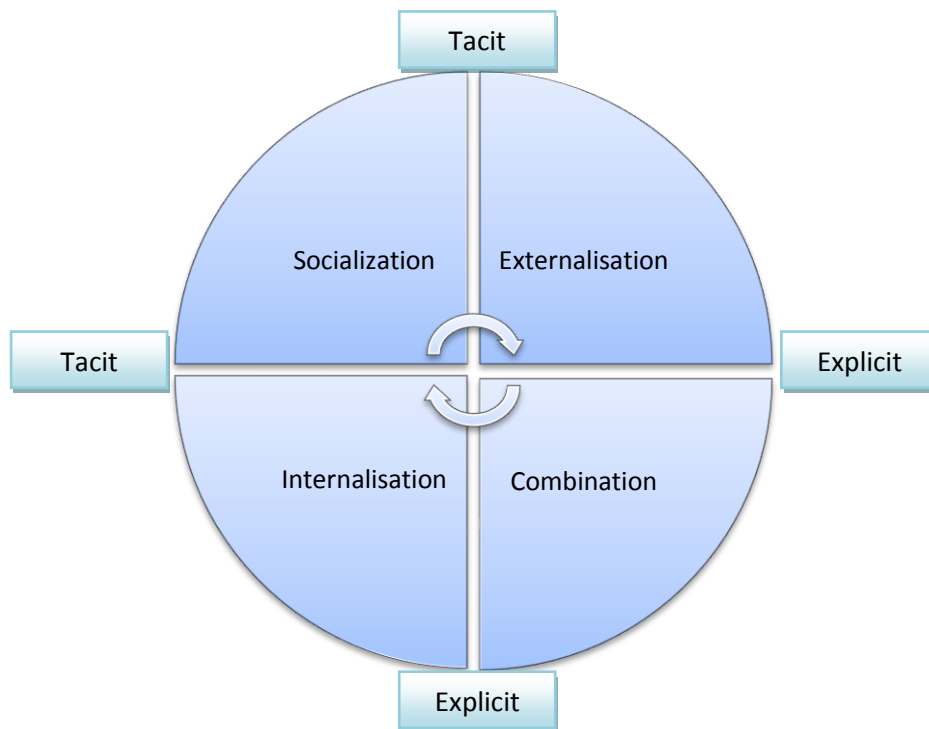 Tacit
Socialization
Externalisation
Tacit
Explicit
Internalisation
Combination
Explicit